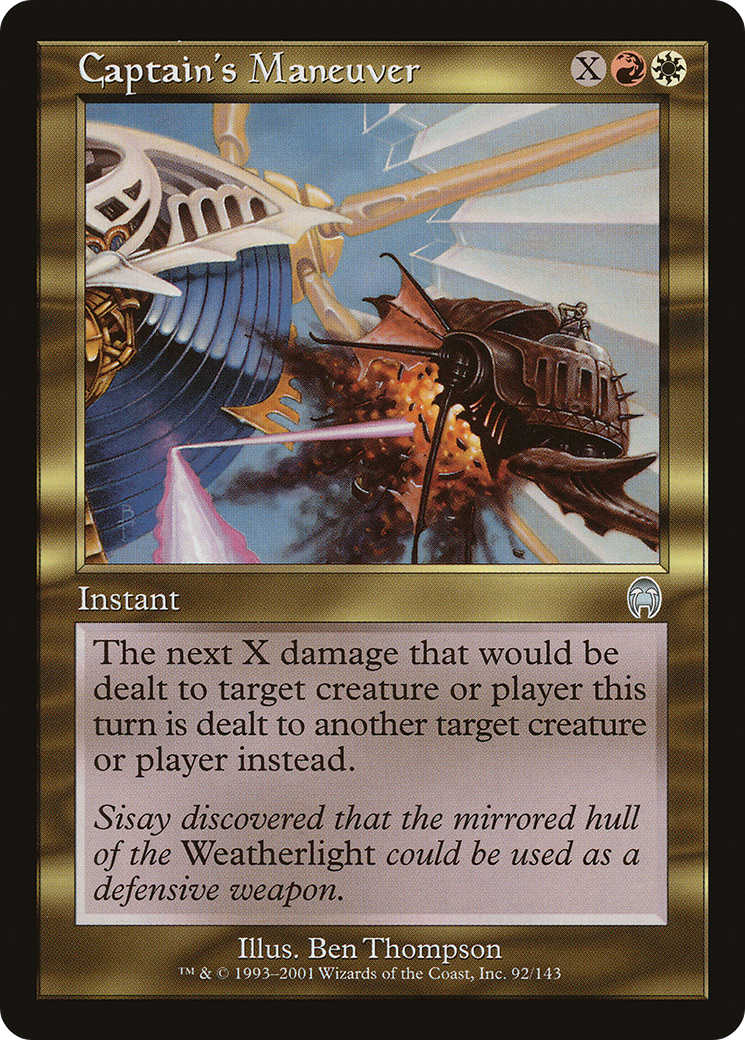 Captain's Maneuver X
Instant
The next X damage that would be
dealt to target creature or player this
turn is dealt to another target creature
or player instead.
Sisay discovered that the mirrored hull
of the Weatherlight could be used as a
defensive weapon.
Illus. Ben Thompson
™ & © 1993–2001 Wizards of the Coast, Inc. 92/143